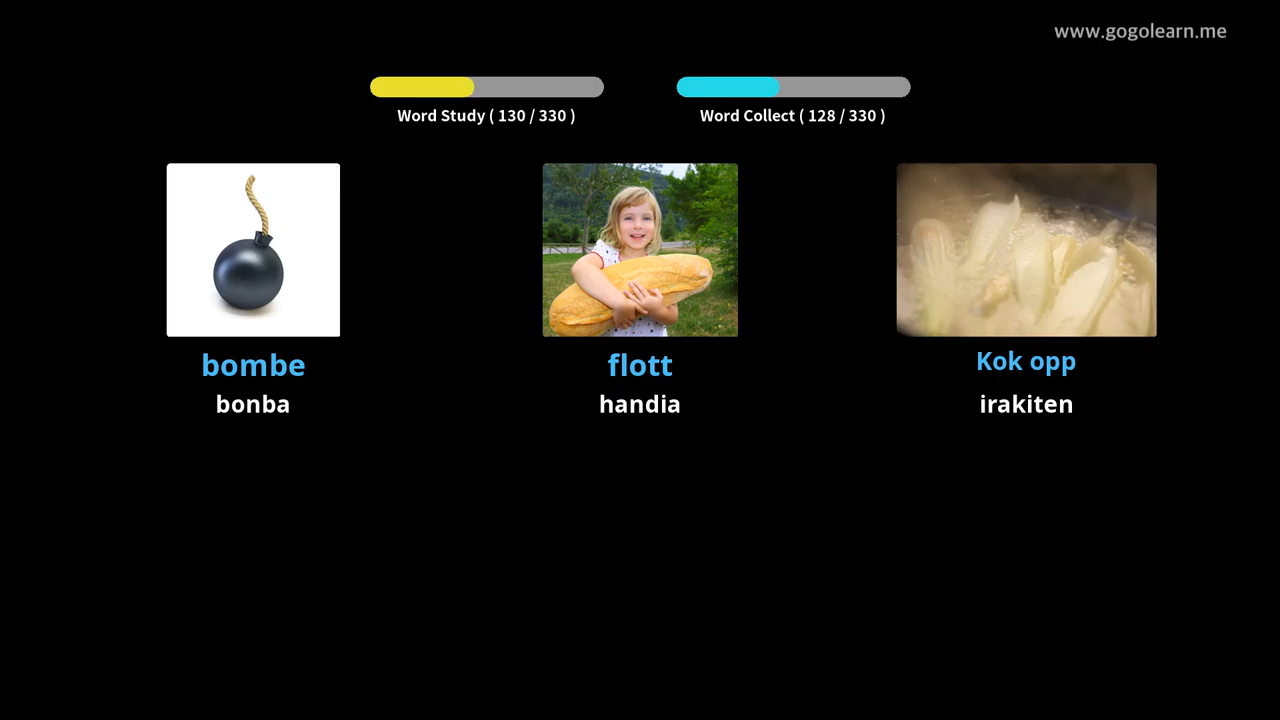 www.gogolearn.me
Word Study ( 130 / 330 )
Word Collect ( 128 / 330 )
bombe
flott
Kok opp
bonba
handia
irakiten